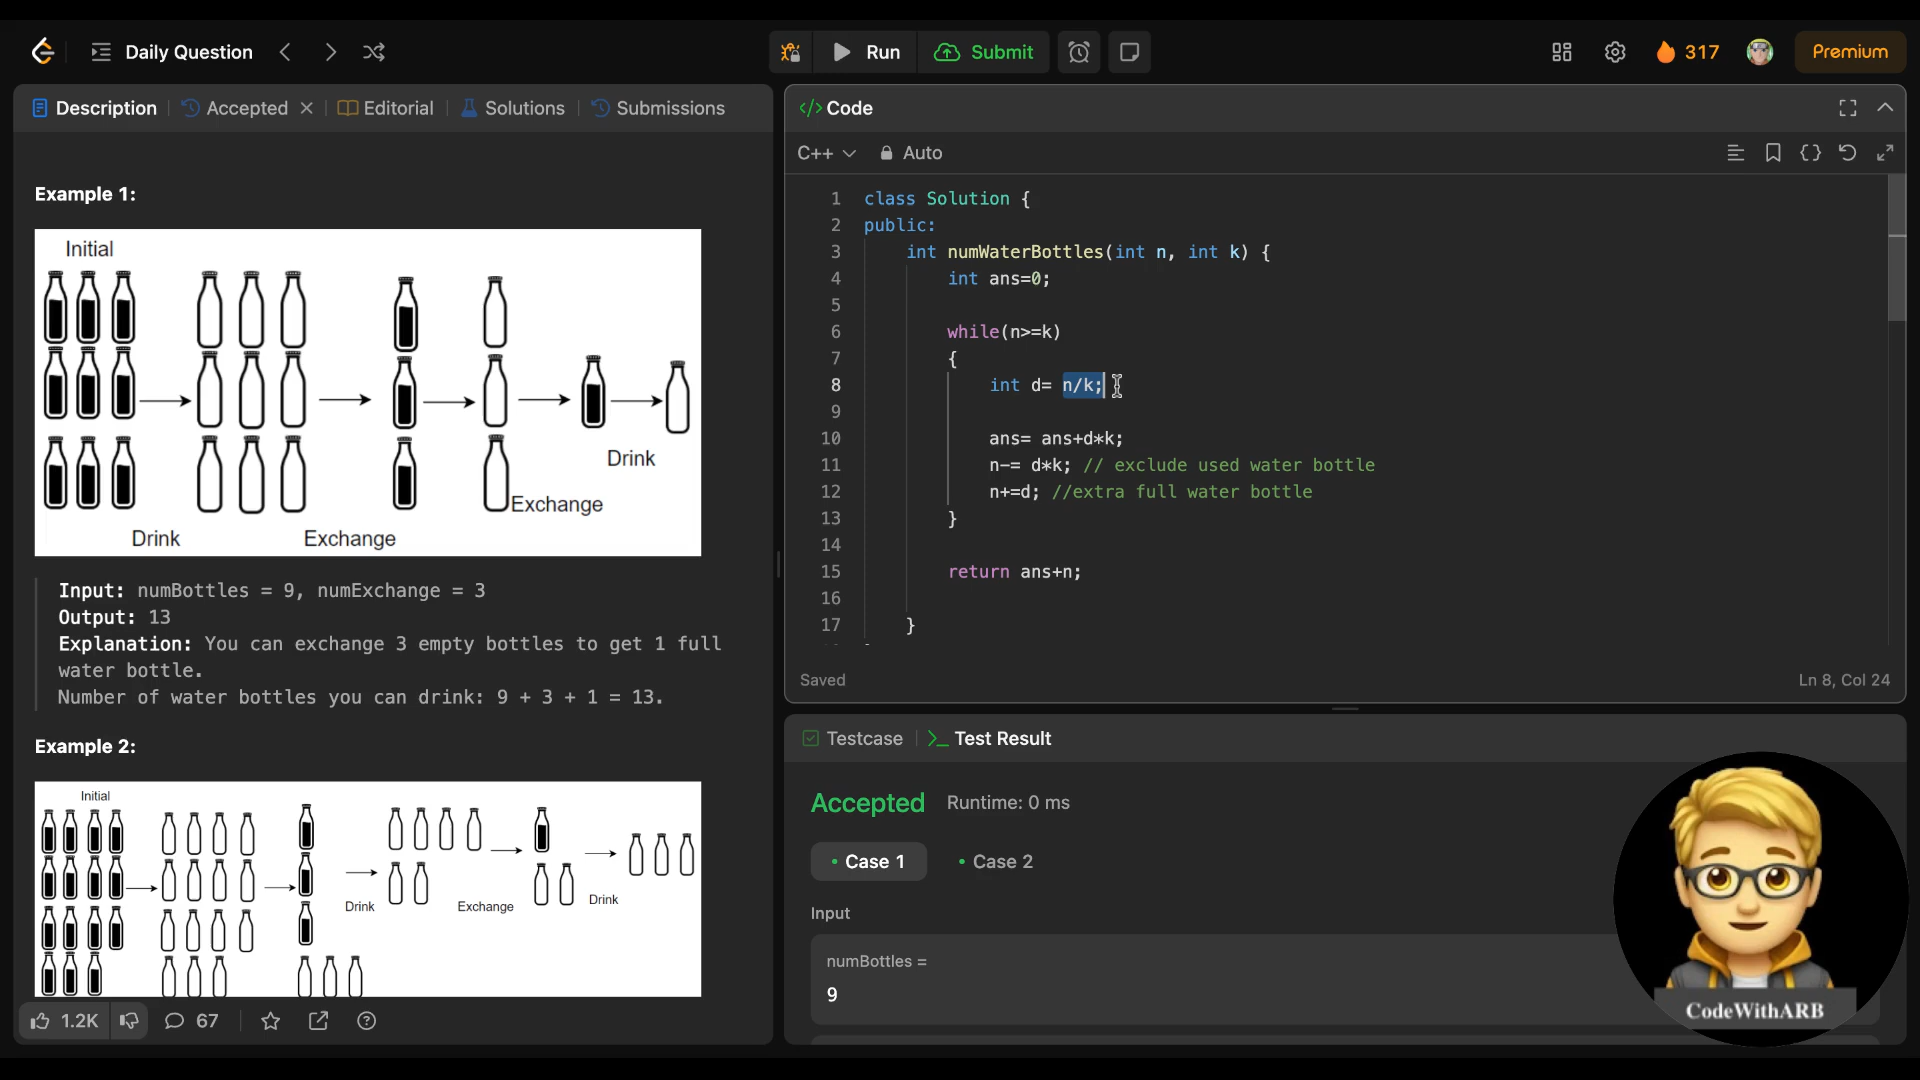 Daily Question
Run
Submit
317
Premium
Description
Accepted
Editorial
Solutions
Submissions
Example 1:
Initial
Drink
Exchange
Exchange
Drink
Input: numBottles = 9, numExchange = 3
Output: 13
Explanation: You can exchange 3 empty bottles to get 1 full
water bottle.
Number of water bottles you can drink: 9 + 3 + 1 = 13.
Example 2:
Initial
Drink
Exchange
Drink
1.2K
67
</> Code
C++
Auto
1 class Solution {
2 public:
3 int numWaterBottles(int n, int k) {
4 int ans=0;
5
6 while(n>=k)
7 {
8 int d= n/k;
9
10 ans= ans+d*k;
11 n-= d*k; // exclude used water bottle
12 n+=d; //extra full water bottle
13 }
14
15 return ans+n;
16
17 }
Saved
Ln 8, Col 24
Testcase
Test Result
Accepted
Runtime: 0 ms
Case 1
Case 2
Input
numBottles =
9
CodeWithARB